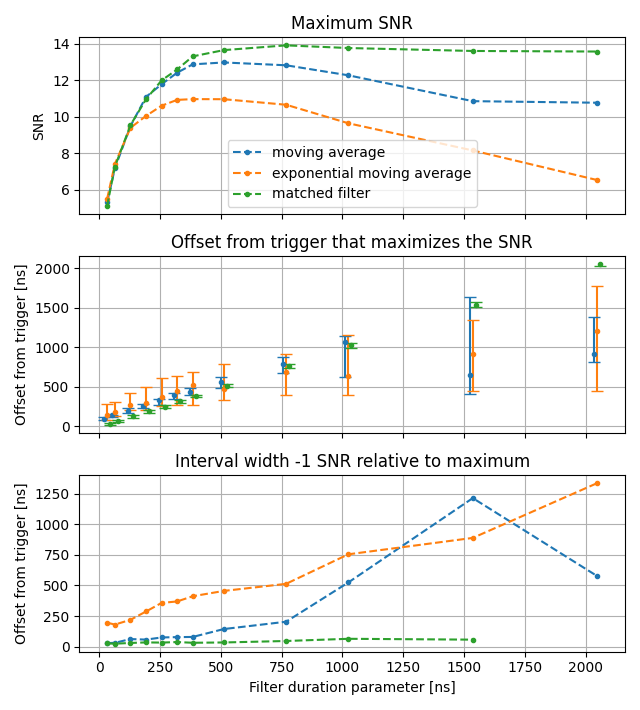 Maximum SNR
14
12
10
8
6
SNR
moving average
exponential moving average
matched filter
Offset from trigger that maximizes the SNR
2000
1500
1000
500
0
Offset from trigger [ns]
Interval width -1 SNR relative to maximum
1250
1000
750
500
250
0
Offset from trigger [ns]
0 250 500 750 1000 1250 1500 1750 2000
Filter duration parameter [ns]